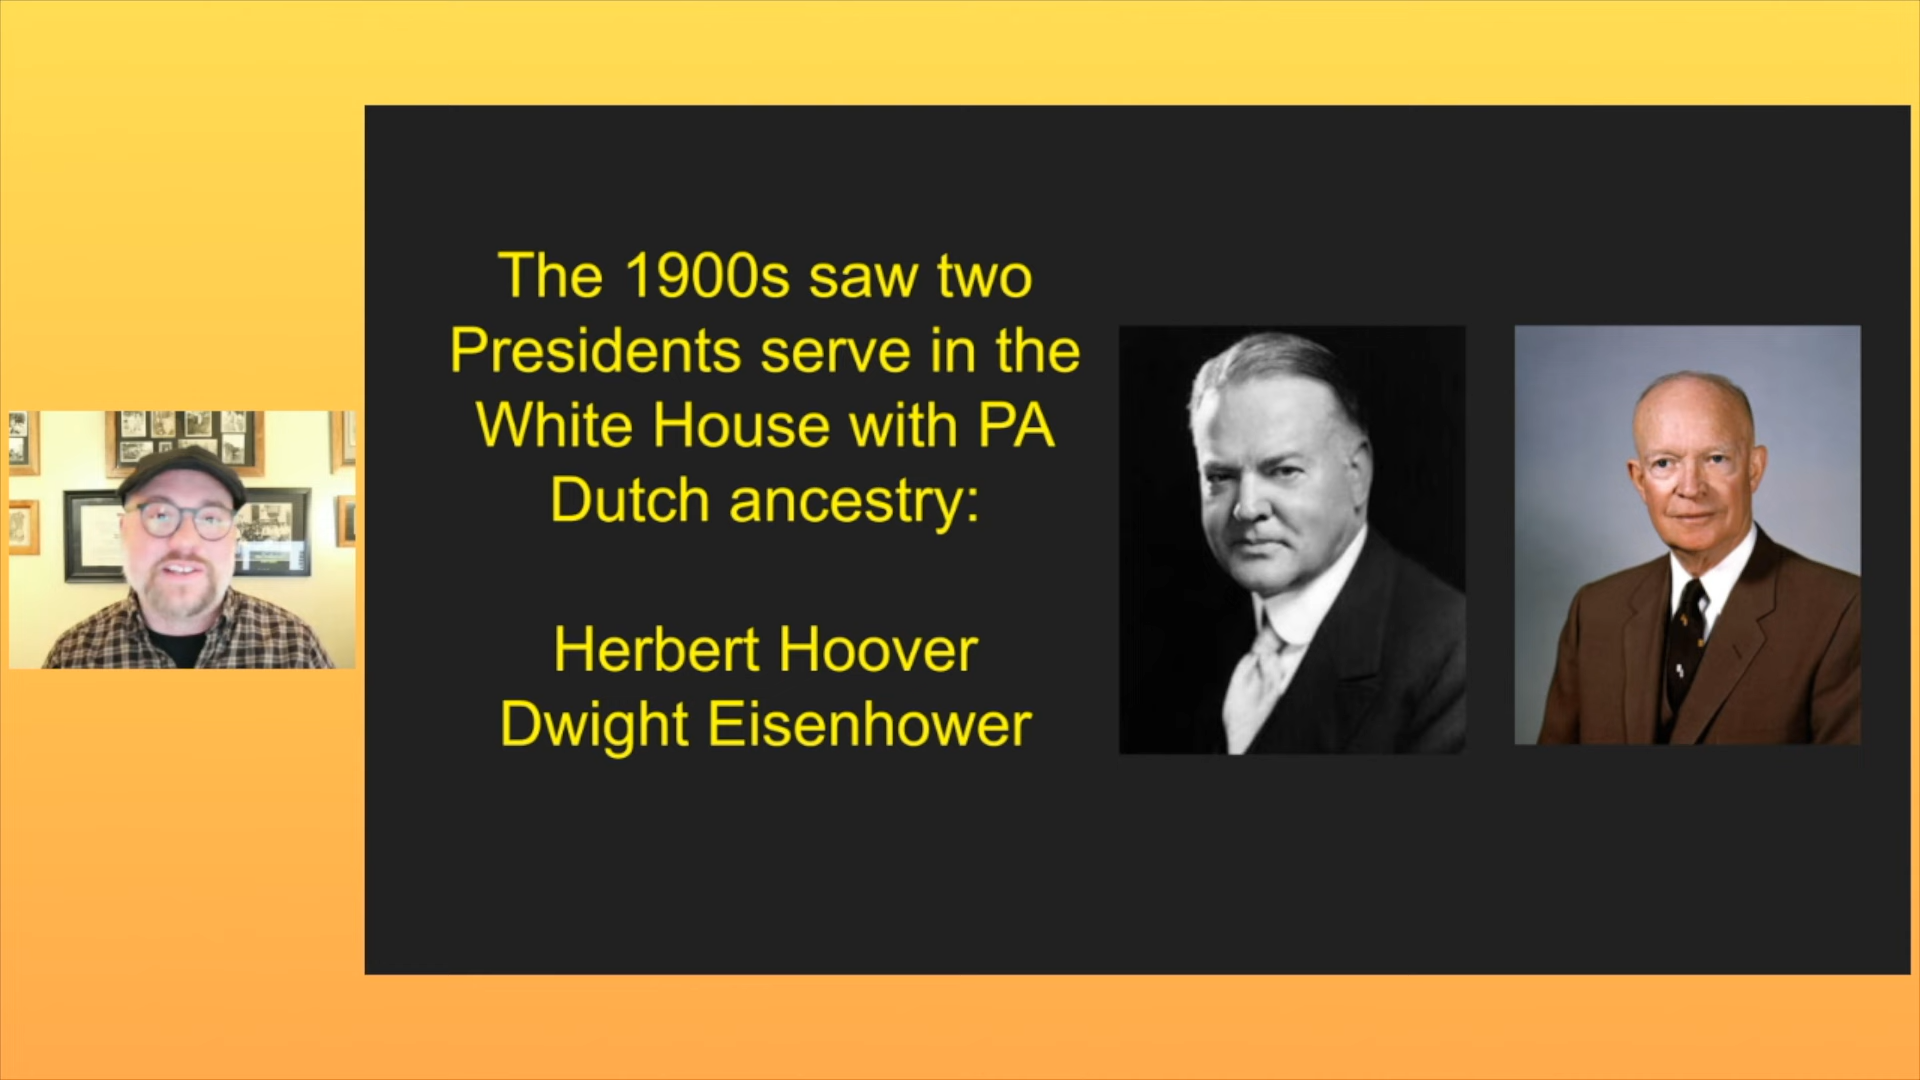 The 1900s saw two
Presidents serve in the
White House with PA
Dutch ancestry:
Herbert Hoover
Dwight Eisenhower